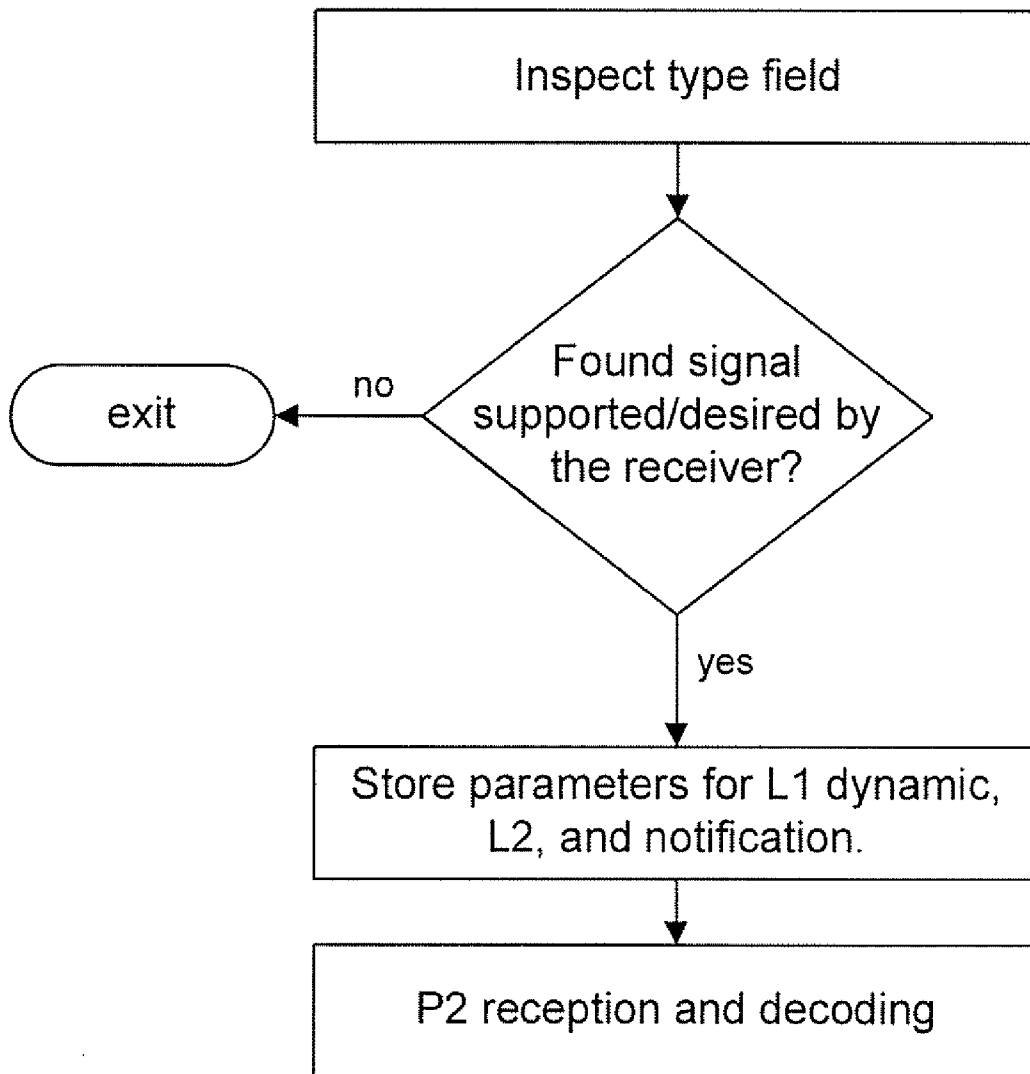 Inspect type field
Found signal
supported/desired by
the receiver?
no
exit
yes
Store parameters for L1 dynamic,
L2, and notification.
P2 reception and decoding